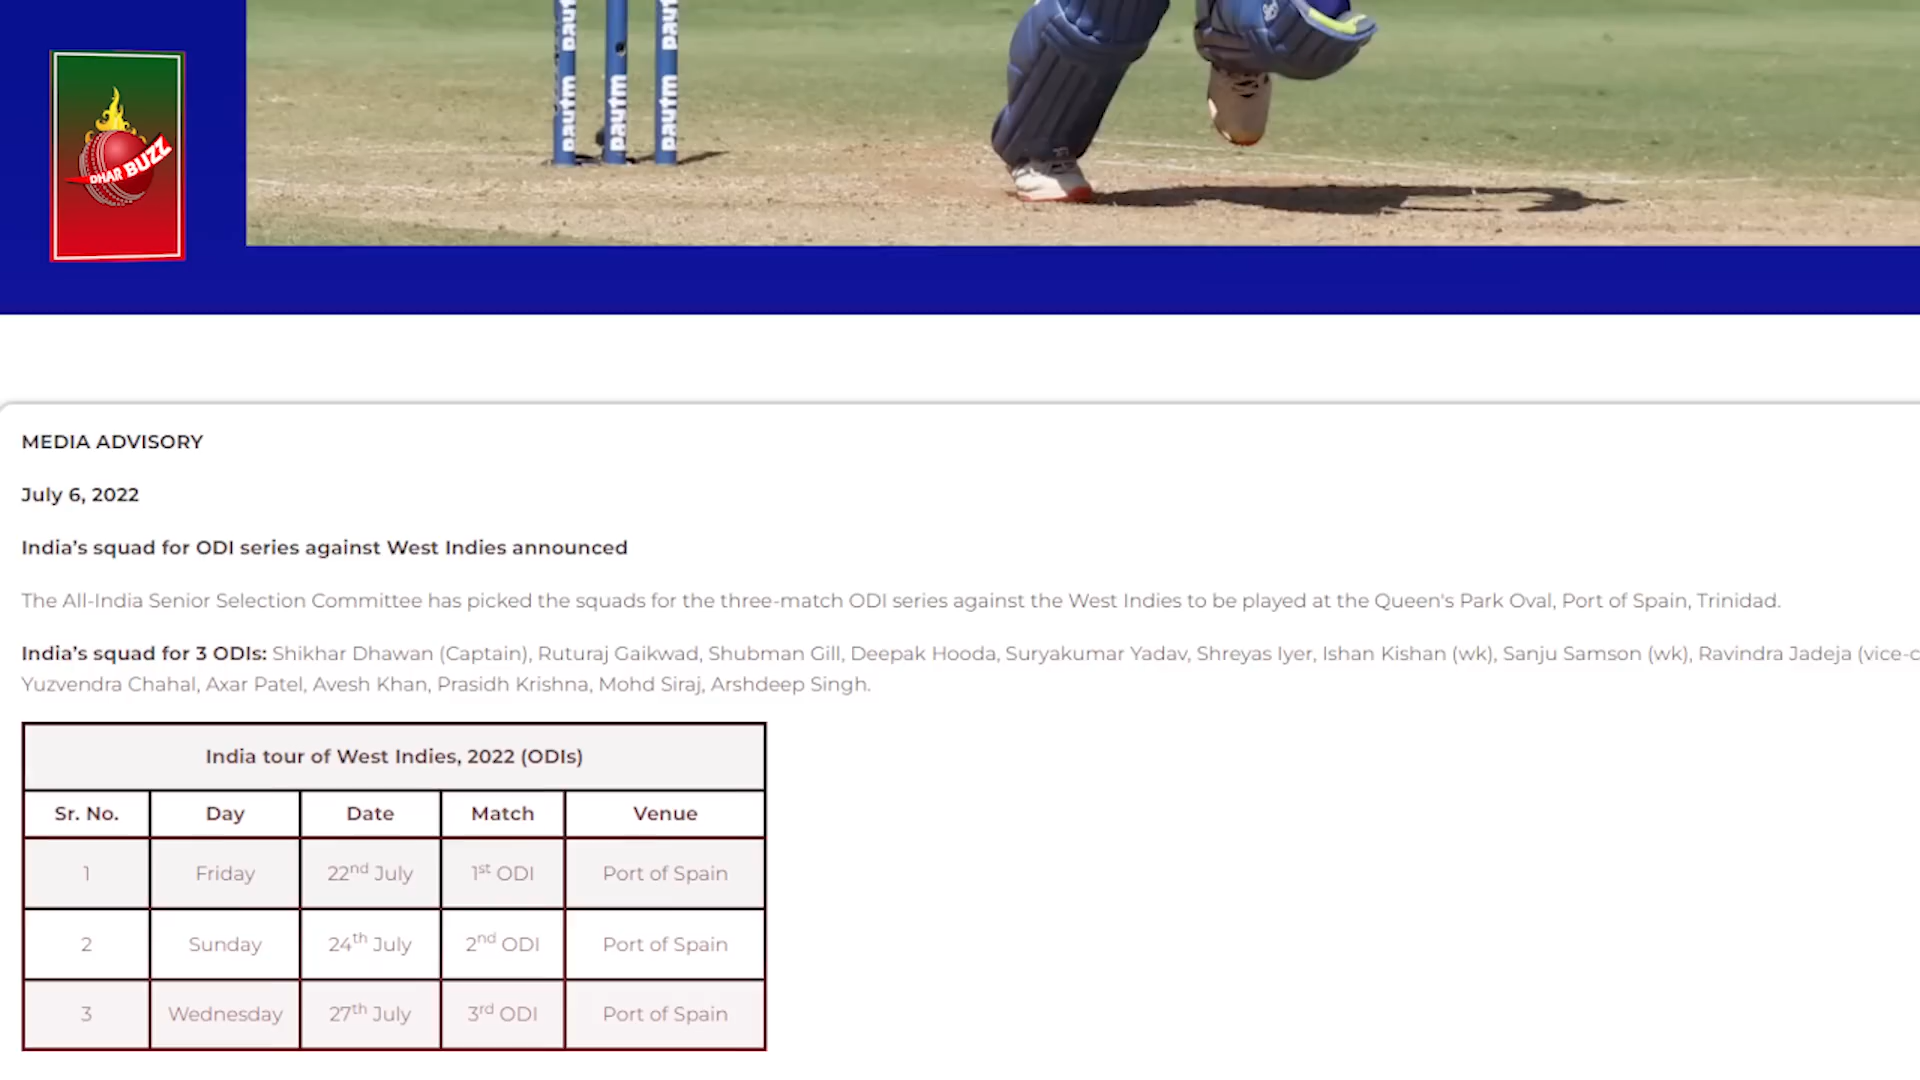 paytm paytm paytm
paytm paytm paytm
DHAR BUZZ
MEDIA ADVISORY
July 6, 2022
India’s squad for ODI series against West Indies announced
The All-India Senior Selection Committee has picked the squads for the three-match ODI series against the West Indies to be played at the Queen's Park Oval, Port of Spain, Trinidad.
India’s squad for 3 ODIs: Shikhar Dhawan (Captain), Ruturaj Gaikwad, Shubman Gill, Deepak Hooda, Suryakumar Yadav, Shreyas Iyer, Ishan Kishan (wk), Sanju Samson (wk), Ravindra Jadeja (vice-c
Yuzvendra Chahal, Axar Patel, Avesh Khan, Prasidh Krishna, Mohd Siraj, Arshdeep Singh.
India tour of West Indies, 2022 (ODIs)
Sr. No. Day Date Match Venue
1 Friday 22nd July 1st ODI Port of Spain
2 Sunday 24th July 2nd ODI Port of Spain
3 Wednesday 27th July 3rd ODI Port of Spain